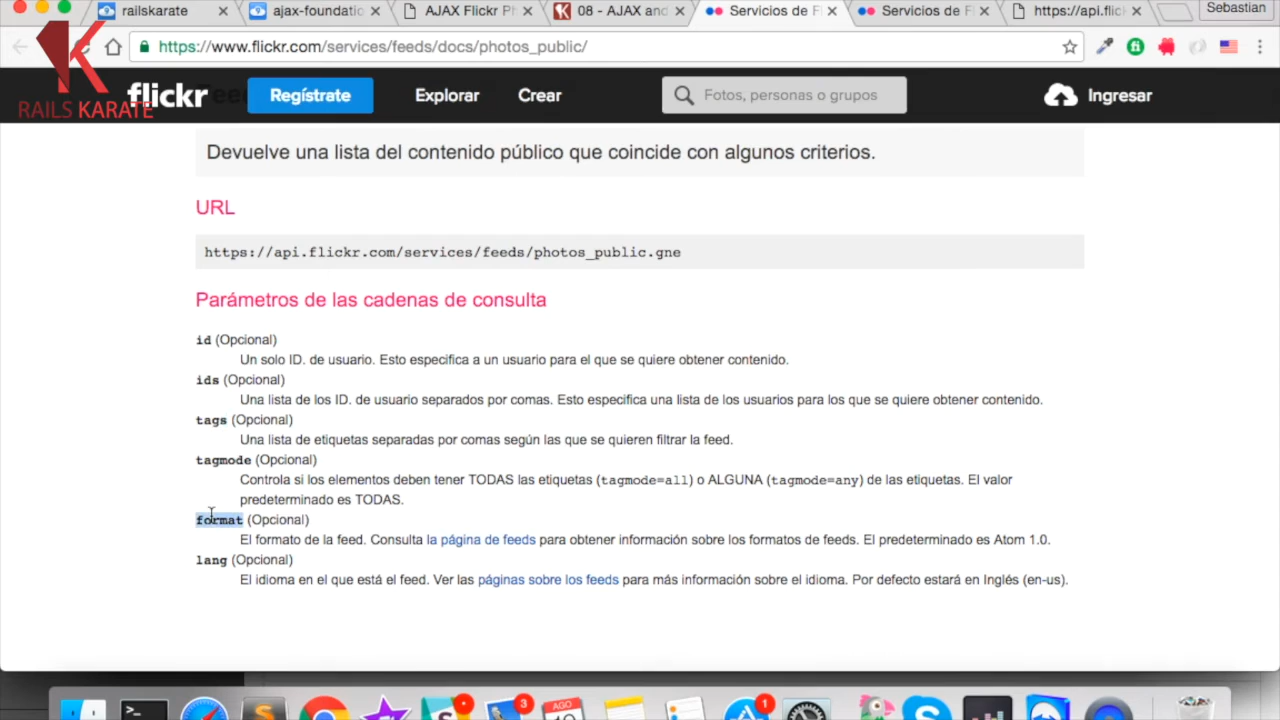 railskarate
ajax-foundatio
AJAX Flickr Ph
08 - AJAX and
Servicios de F
Servicios de F
https://api.flic
Sebastian
https://www.flickr.com/services/feeds/docs/photos_public/
RAILS KARATE
flickr
Regístrate
Explorar
Crear
Fotos, personas o grupos
Ingresar
Devuelve una lista del contenido público que coincide con algunos criterios.
URL
https://api.flickr.com/services/feeds/photos_public.gne
Parámetros de las cadenas de consulta
id (Opcional)
Un solo ID. de usuario. Esto especifica a un usuario para el que se quiere obtener contenido.
ids (Opcional)
Una lista de los ID. de usuario separados por comas. Esto especifica una lista de los usuarios para los que se quiere obtener contenido.
tags (Opcional)
Una lista de etiquetas separadas por comas según las que se quieren filtrar la feed.
tagmode (Opcional)
Controla si los elementos deben tener TODAS las etiquetas (tagmode=all) o ALGUNA (tagmode=any) de las etiquetas. El valor
predeterminado es TODAS.
format (Opcional)
El formato de la feed. Consulta la página de feeds para obtener información sobre los formatos de feeds. El predeterminado es Atom 1.0.
lang (Opcional)
El idioma en el que está el feed. Ver las páginas sobre los feeds para más información sobre el idioma. Por defecto estará en Inglés (en-us).
3
AGO
1